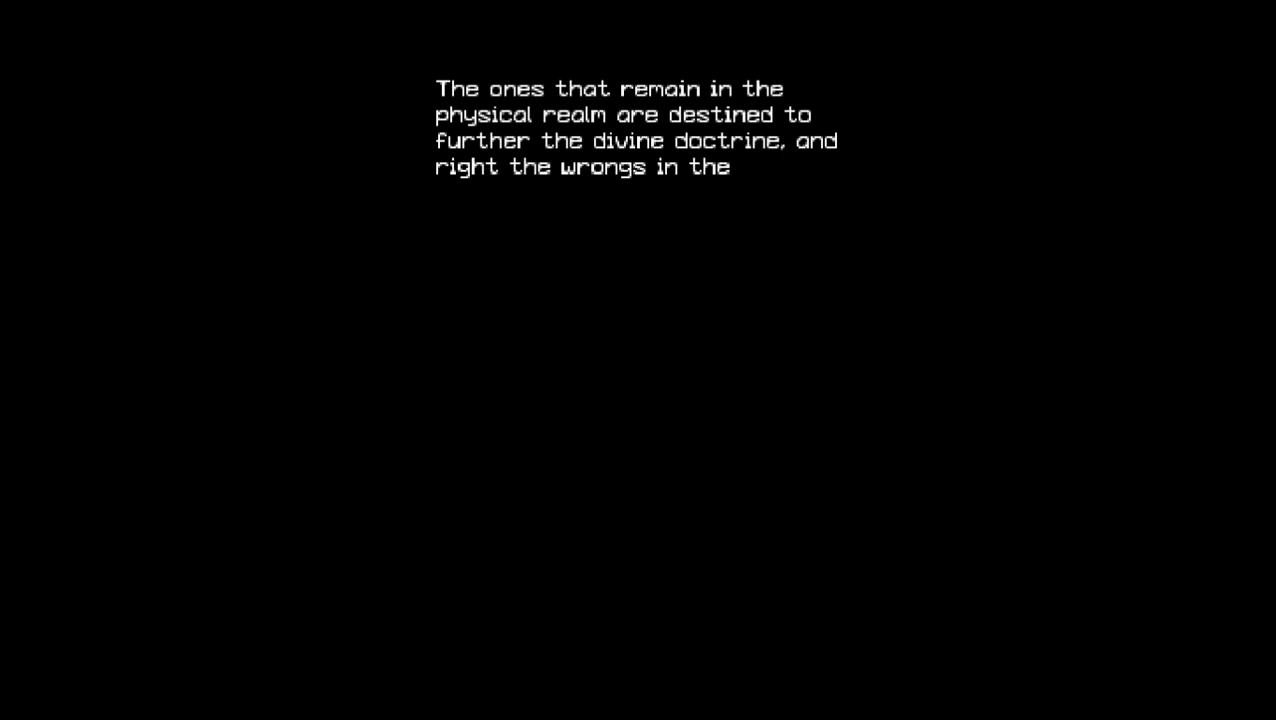 The ones that remain in the
physical realm are destined to
further the divine doctrine, and
right the wrongs in the